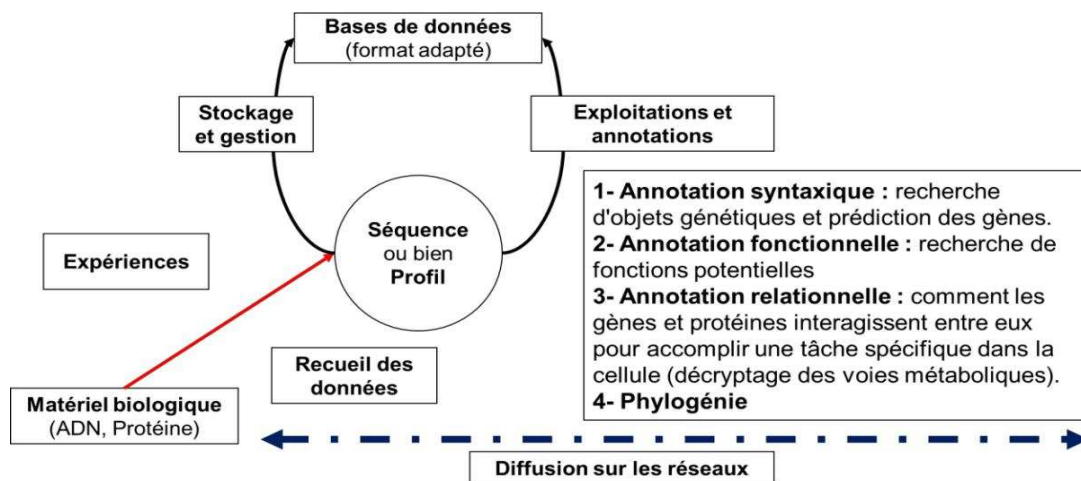 Bases de données
(format adapté)
Stockage
et gestion
Exploitations et
annotations
Séquence
ou bien
Profil
Expériences
Recueil des
données
Matériel biologique
(ADN, Protéine)
1- Annotation syntaxique : recherche
d'objets génétiques et prédiction des gènes.
2- Annotation fonctionnelle : recherche de
fonctions potentielles
3- Annotation relationnelle : comment les
gènes et protéines interagissent entre eux
pour accomplir une tâche spécifique dans la
cellule (décryptage des voies métaboliques).
4- Phylogénie
Diffusion sur les réseaux